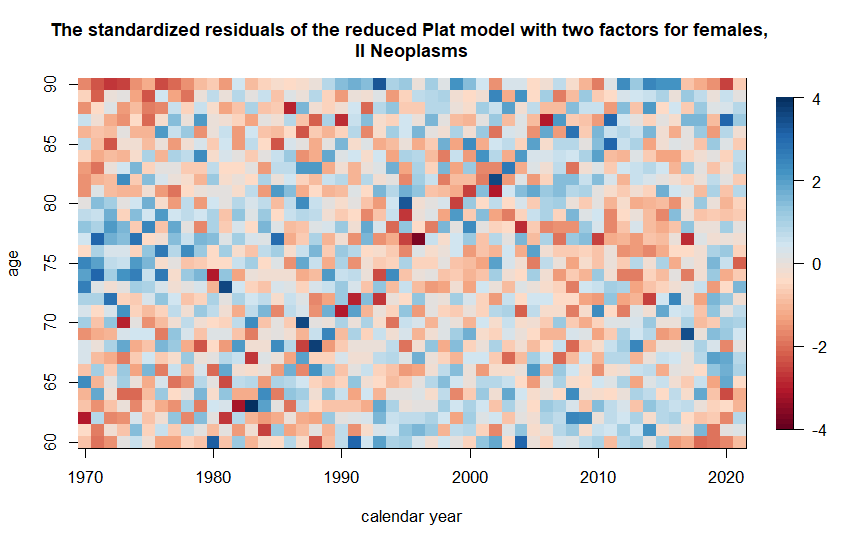 The standardized residuals of the reduced Plat model with two factors for females,
II Neoplasms
90
85
80
75
70
65
60
age
1970 1980 1990 2000 2010 2020
calendar year
4
2
0
-2
-4